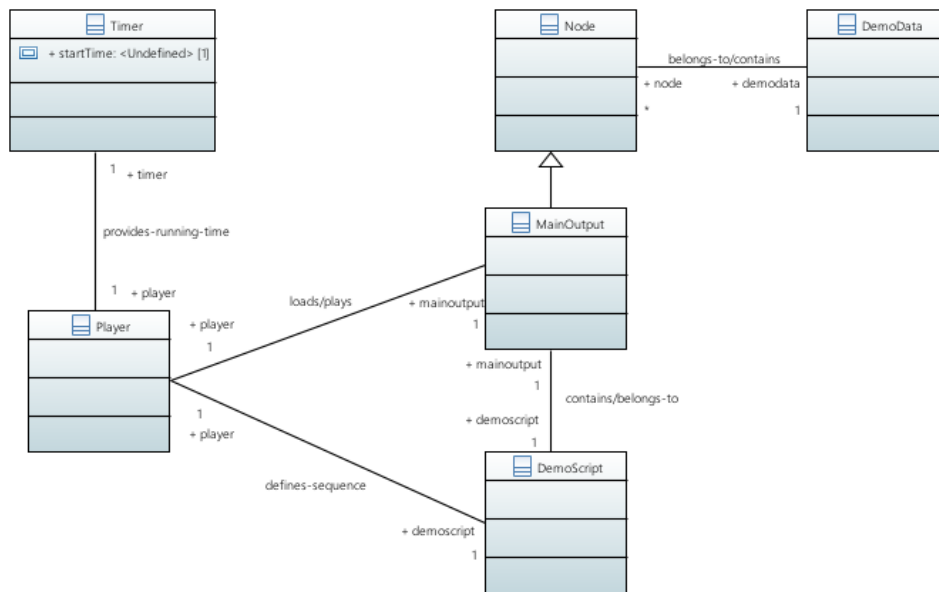 Timer
+ startTime: <Undefined> [1]
Node
DemoData
belongs-to/contains
+ node
+ demodata
*
1
1
+ timer
provides-running-time
1
+ player
MainOutput
loads/plays
+ mainoutput
1
Player
+ player
1
+ mainoutput
1
contains/belongs-to
1
+ player
+ demoscript
1
DemoScript
defines-sequence
+ demoscript
1